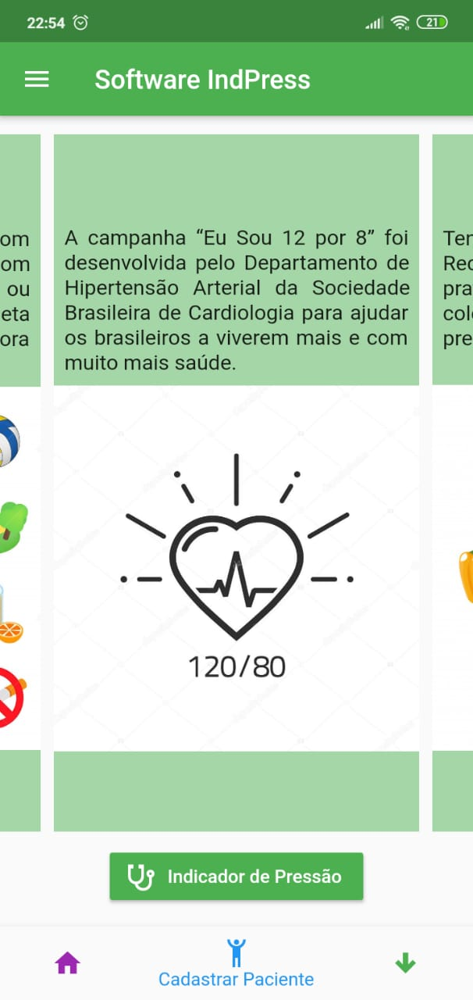 22:54
21
Software IndPress
om
om
ou
eta
ora
A campanha “Eu Sou 12 por 8” foi
desenvolvida pelo Departamento de
Hipertensão Arterial da Sociedade
Brasileira de Cardiologia para ajudar
os brasileiros a viverem mais e com
muito mais saúde.
Ter
Rec
pra
col
pre
120/80
Indicador de Pressão
Cadastrar Paciente